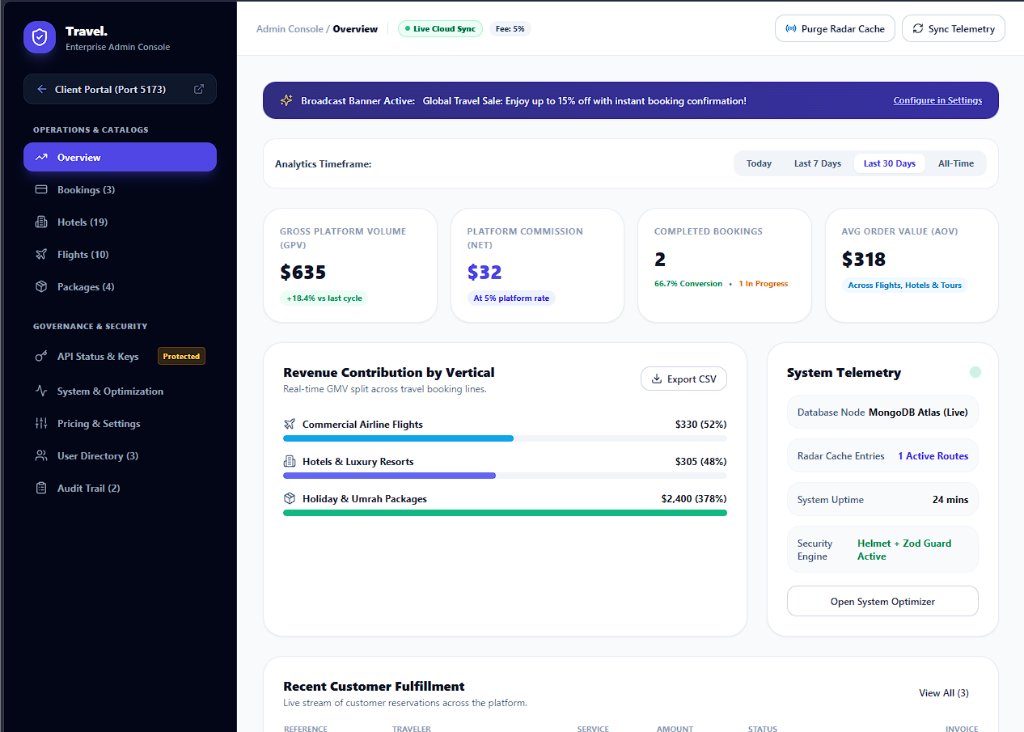 Travel.
Enterprise Admin Console
Client Portal (Port 5173)
OPERATIONS & CATALOGS
Overview
Bookings (3)
Hotels (19)
Flights (10)
Packages (4)
GOVERNANCE & SECURITY
API Status & Keys Protected
System & Optimization
Pricing & Settings
User Directory (3)
Audit Trail (2)
Admin Console / Overview Live Cloud Sync Fee: 5% Purge Radar Cache Sync Telemetry
Broadcast Banner Active: Global Travel Sale: Enjoy up to 15% off with instant booking confirmation! Configure in Settings
Analytics Timeframe: Today Last 7 Days Last 30 Days All-Time
GROSS PLATFORM VOLUME
(GPV)
$635
+18.4% vs last cycle
PLATFORM COMMISSION
(NET)
$32
At 5% platform rate
COMPLETED BOOKINGS
2
66.7% Conversion • 1 In Progress
AVG ORDER VALUE (AOV)
$318
Across Flights, Hotels & Tours
Revenue Contribution by Vertical
Real-time GMV split across travel booking lines.
Export CSV
Commercial Airline Flights $330 (52%)
Hotels & Luxury Resorts $305 (48%)
Holiday & Umrah Packages $2,400 (378%)
System Telemetry
Database Node MongoDB Atlas (Live)
Radar Cache Entries 1 Active Routes
System Uptime 24 mins
Security Engine Helmet + Zod Guard Active
Open System Optimizer
Recent Customer Fulfillment
Live stream of customer reservations across the platform.
View All (3)
REFERENCE TRAVELER SERVICE AMOUNT STATUS INVOICE